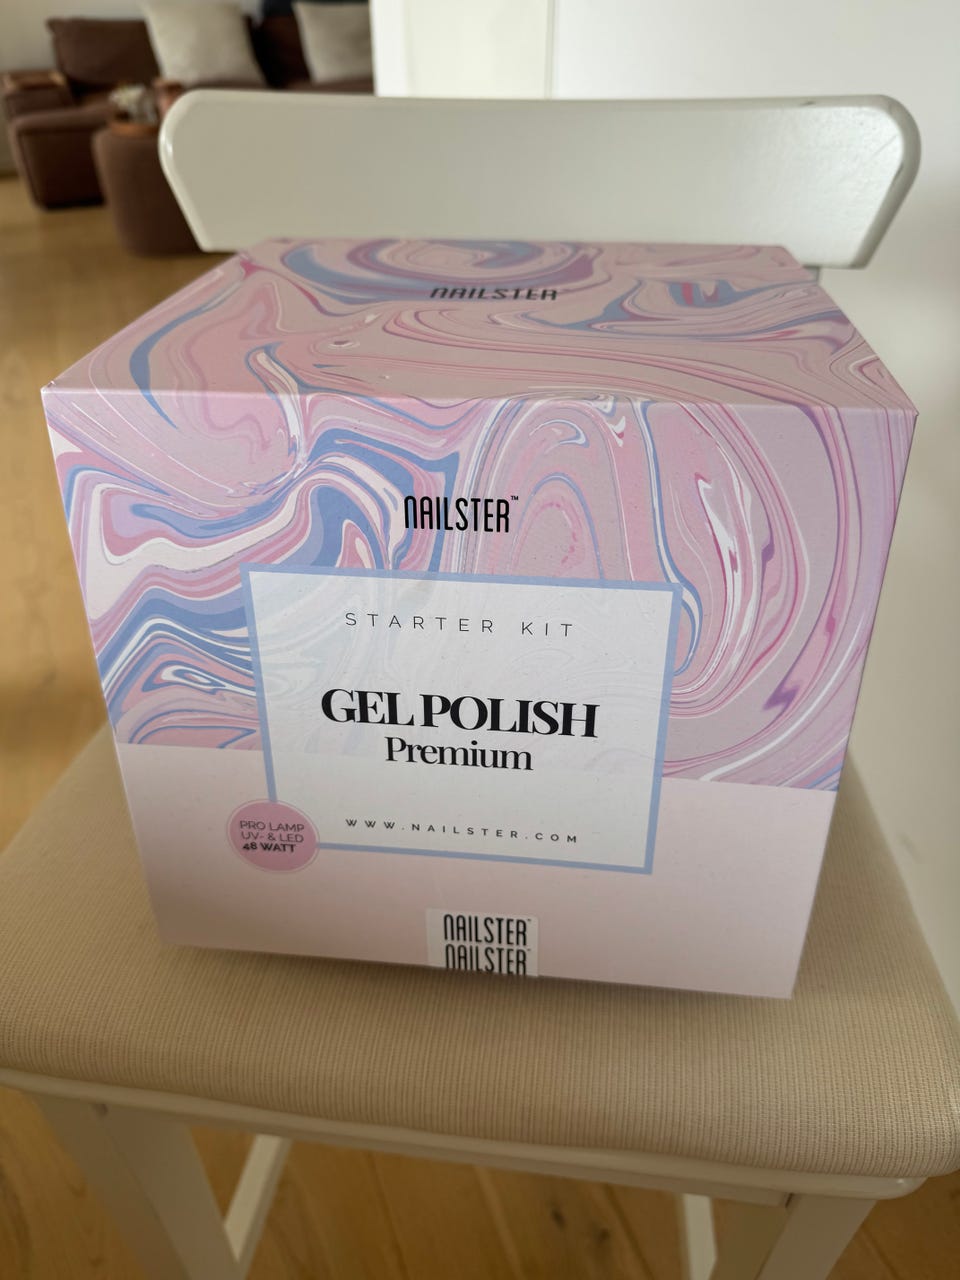 NAILSTER
NAILSTER™
STARTER KIT
GEL POLISH
Premium
WWW.NAILSTER.COM
PRO LAMP
UV- & LED
48 WATT
NAILSTER™
NAILSTER™